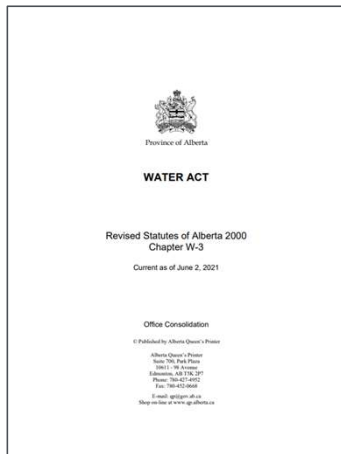 Province of Alberta
WATER ACT
Revised Statutes of Alberta 2000
Chapter W-3
Current as of June 2, 2021
Office Consolidation
© Published by Alberta Queen's Printer
Alberta Queen's Printer
Suite 700, Park Plaza
10611 - 98 Avenue
Edmonton, AB T5K 2P7
Phone: 780-427-4952
Fax: 780-452-0668
E-mail: qp@gov.ab.ca
Shop on-line at www.qp.alberta.ca